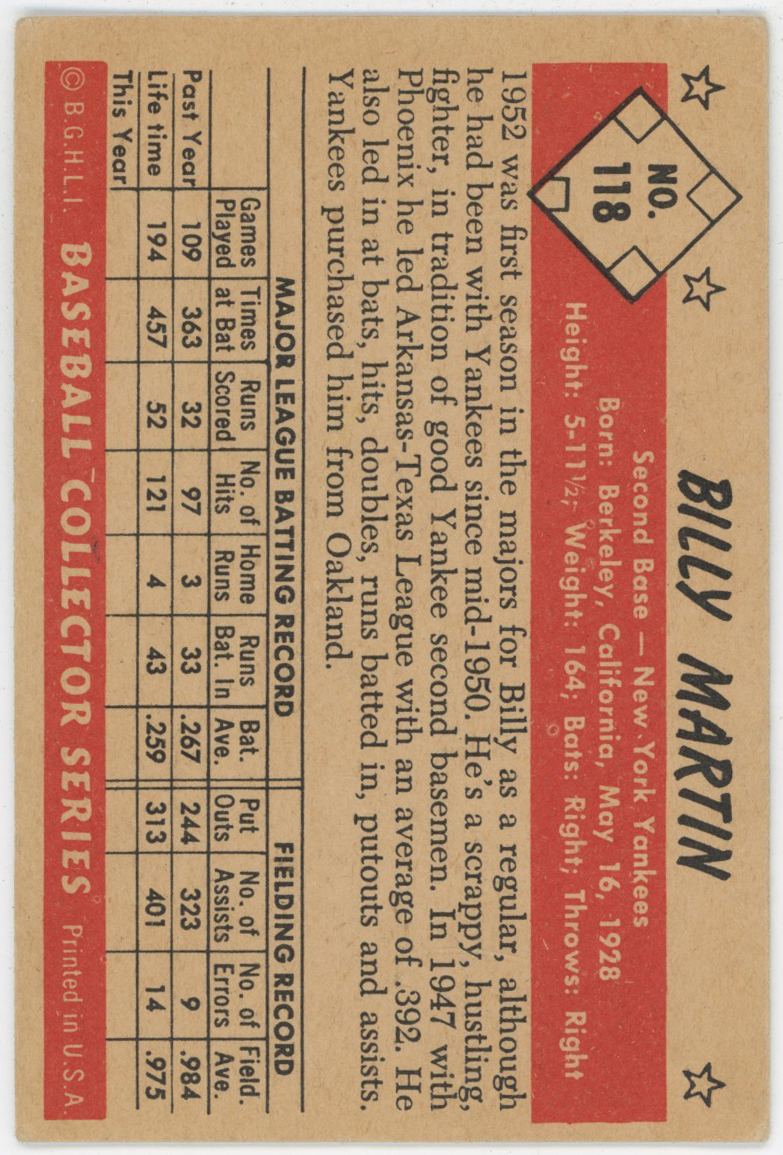 BILLY MARTIN
NO.
118
Second Base — New York Yankees
Born: Berkeley, California, May 16, 1928
Height: 5-11½; Weight: 164; Bats: Right; Throws: Right
1952 was first season in the majors for Billy as a regular, although
he had been with Yankees since mid-1950. He's a scrappy, hustling,
fighter, in tradition of good Yankee second basemen. In 1947 with
Phoenix he led Arkansas-Texas League with an average of .392. He
also led in at bats, hits, doubles, runs batted in, putouts and assists.
Yankees purchased him from Oakland.
MAJOR LEAGUE BATTING RECORD FIELDING RECORD
Games Times Runs No. of Home Runs Bat. Put No. of No. of Field.
Played at Bat Scored Hits Runs Bat. In Ave. Outs Assists Errors Ave.
Past Year 109 363 32 97 3 33 .267 244 323 9 .984
Life time 194 457 52 121 4 43 .259 313 401 14 .975
This Year
© B.G.H.L.I. BASEBALL COLLECTOR SERIES Printed in U.S.A.